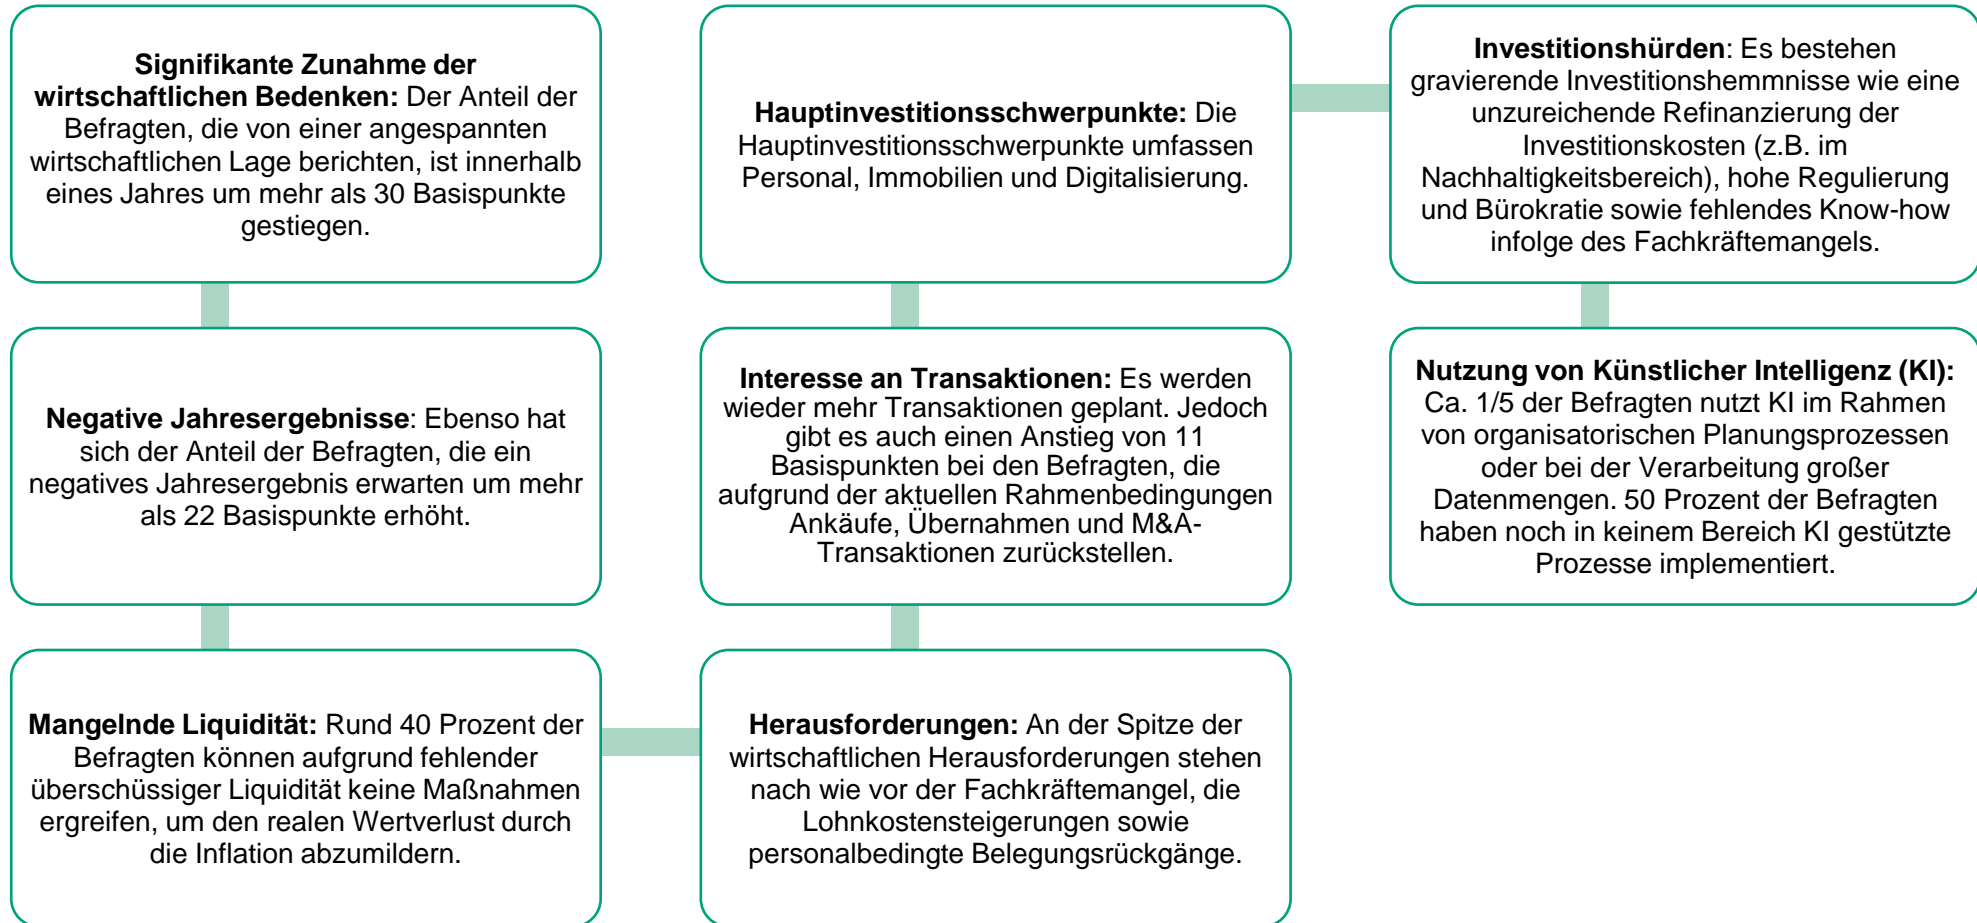 Signifikante Zunahme der
wirtschaftlichen Bedenken: Der Anteil der
Befragten, die von einer angespannten
wirtschaftlichen Lage berichten, ist innerhalb
eines Jahres um mehr als 30 Basispunkte
gestiegen.
Negative Jahresergebnisse: Ebenso hat
sich der Anteil der Befragten, die ein
negatives Jahresergebnis erwarten um mehr
als 22 Basispunkte erhöht.
Mangelnde Liquidität: Rund 40 Prozent der
Befragten können aufgrund fehlender
überschüssiger Liquidität keine Maßnahmen
ergreifen, um den realen Wertverlust durch
die Inflation abzumildern.
Herausforderungen: An der Spitze der
wirtschaftlichen Herausforderungen stehen
nach wie vor der Fachkräftemangel, die
Lohnkostensteigerungen sowie
personalbedingte Belegungsrückgänge.
Interesse an Transaktionen: Es werden
wieder mehr Transaktionen geplant. Jedoch
gibt es auch einen Anstieg von 11
Basispunkten bei den Befragten, die
aufgrund der aktuellen Rahmenbedingungen
Ankäufe, Übernahmen und M&A-
Transaktionen zurückstellen.
Hauptinvestitionsschwerpunkte: Die
Hauptinvestitionsschwerpunkte umfassen
Personal, Immobilien und Digitalisierung.
Investitionshürden: Es bestehen
gravierende Investitionshemmnisse wie eine
unzureichende Refinanzierung der
Investitionskosten (z.B. im
Nachhaltigkeitsbereich), hohe Regulierung
und Bürokratie sowie fehlendes Know-how
infolge des Fachkräftemangels.
Nutzung von Künstlicher Intelligenz (KI):
Ca. 1/5 der Befragten nutzt KI im Rahmen
von organisatorischen Planungsprozessen
oder bei der Verarbeitung großer
Datenmengen. 50 Prozent der Befragten
haben noch in keinem Bereich KI gestützte
Prozesse implementiert.